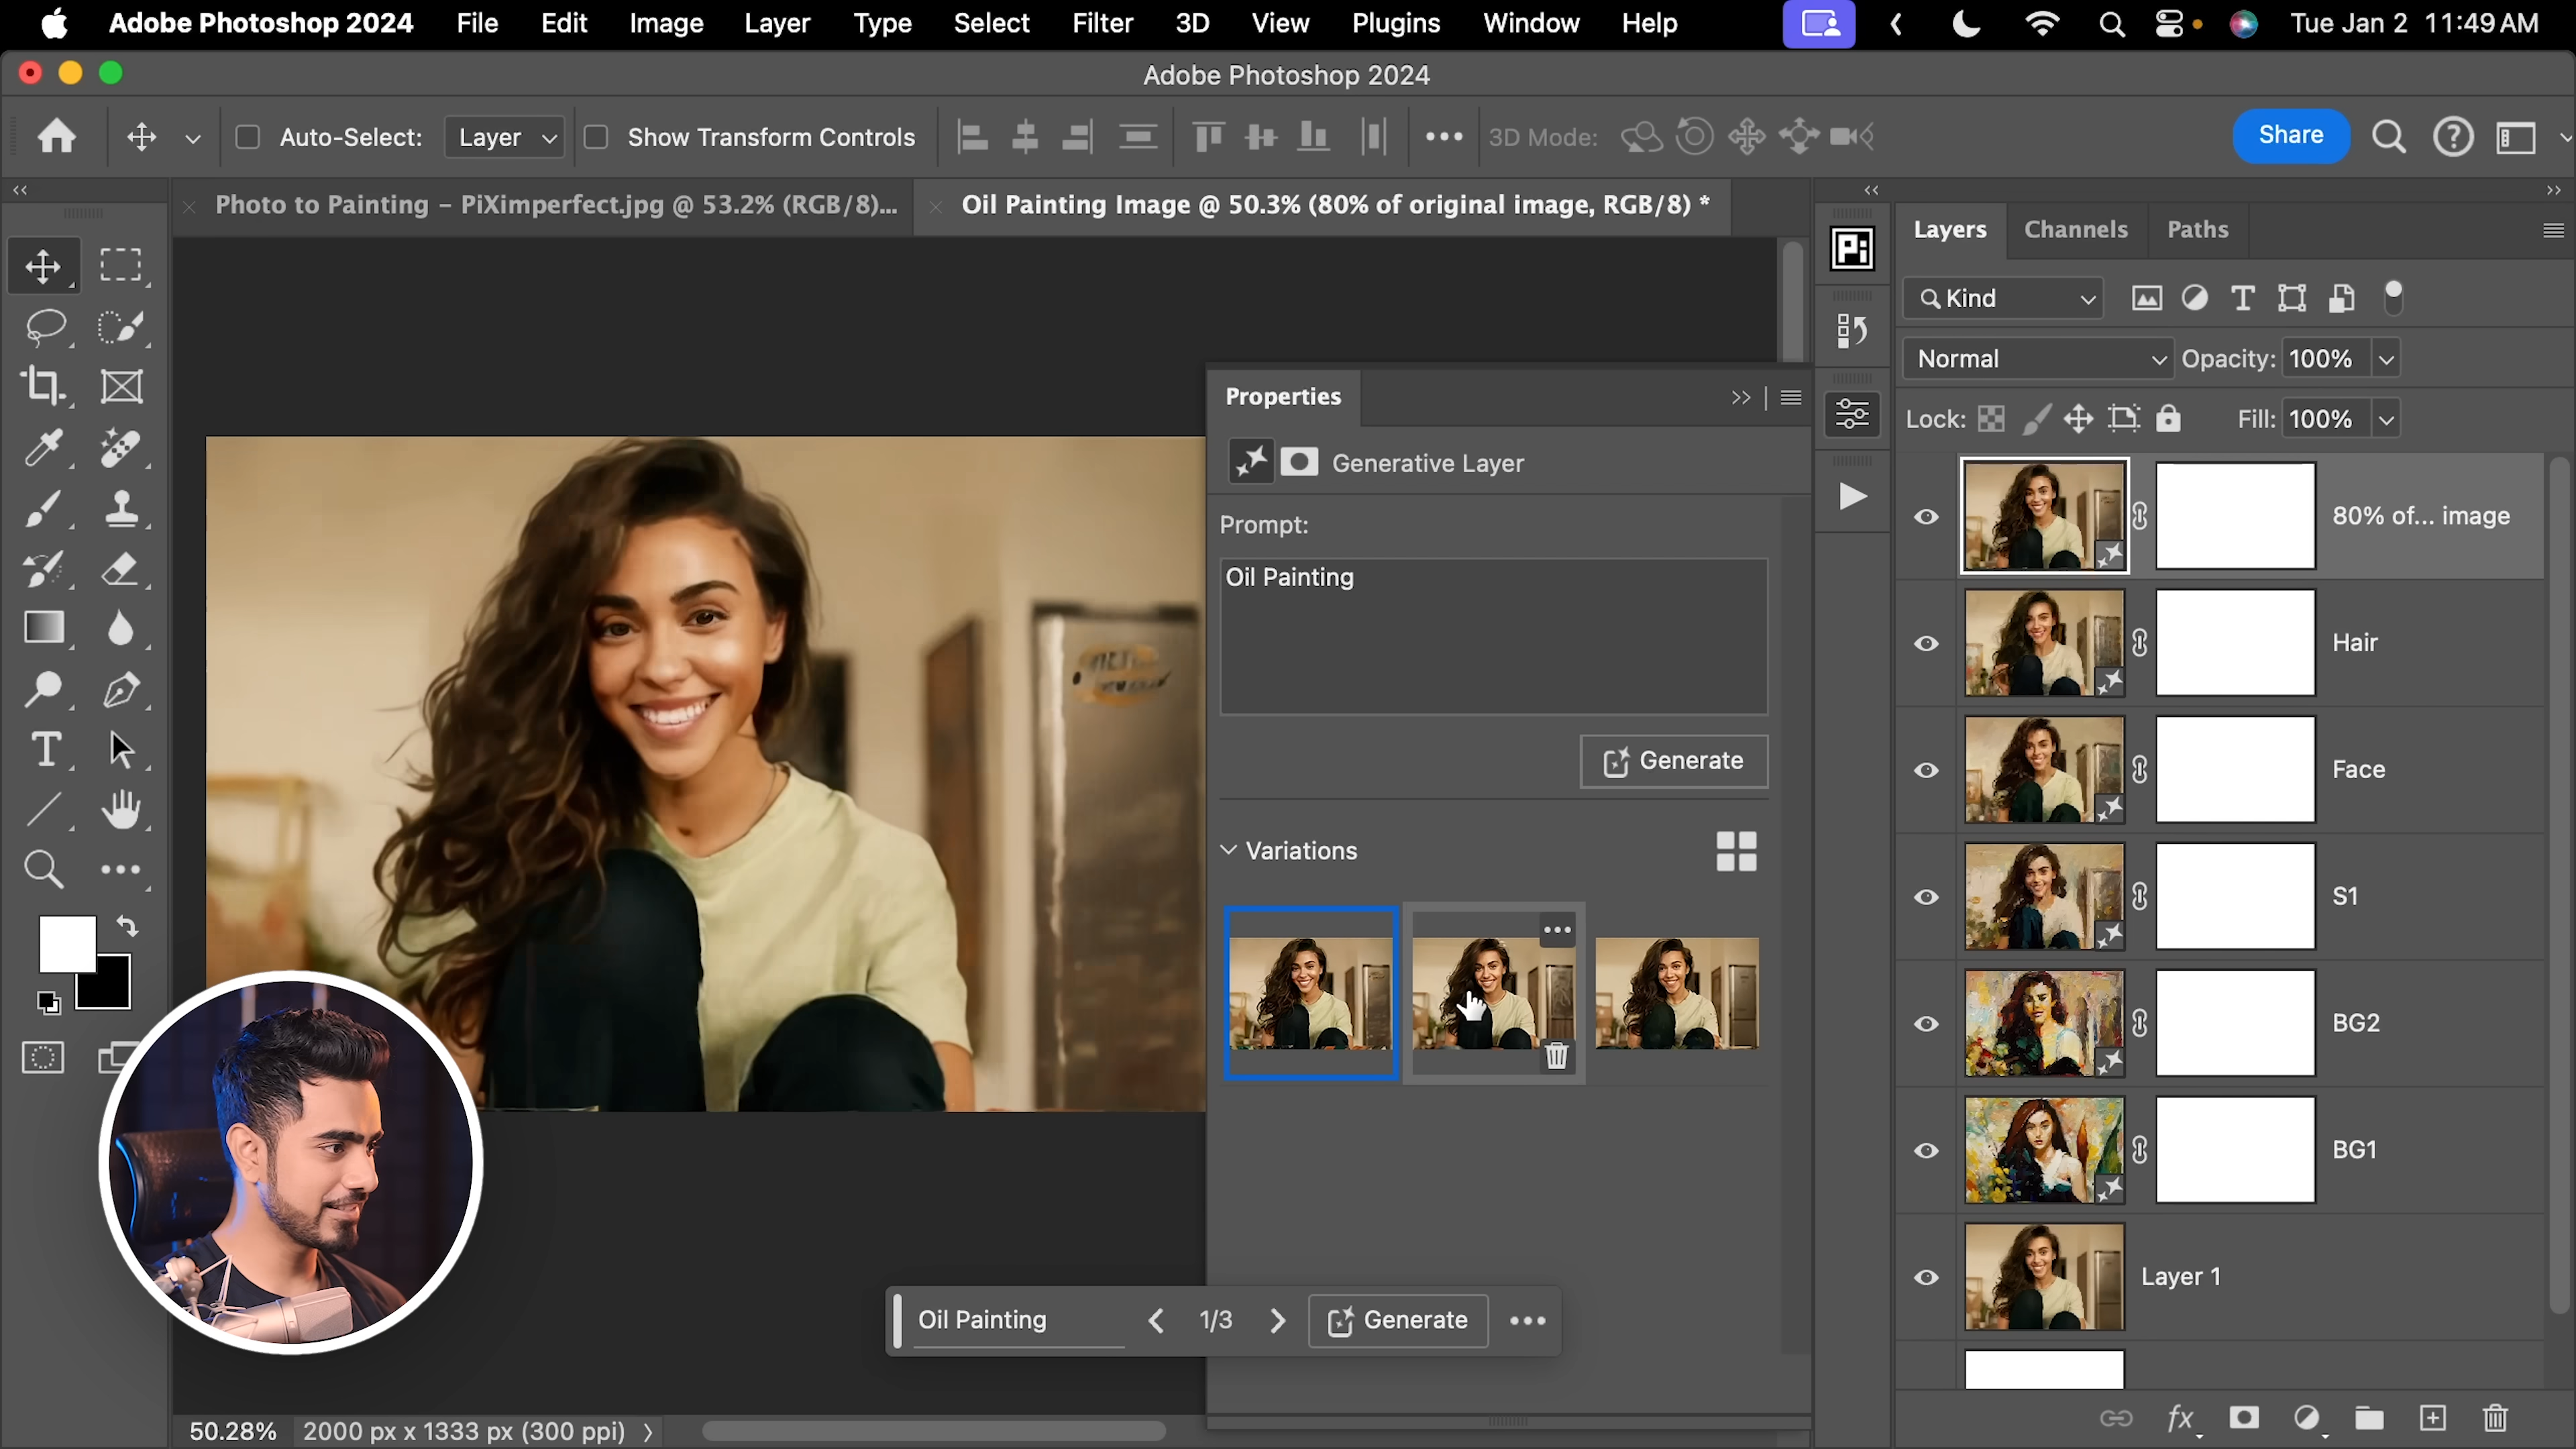 Adobe Photoshop 2024 File Edit Image Layer Type Select Filter 3D View Plugins Window Help Tue Jan 2 11:49 AM
Adobe Photoshop 2024
Auto-Select: Layer Show Transform Controls 3D Mode: Share
Photo to Painting – PiXimperfect.jpg @ 53.2% (RGB/8)... Oil Painting Image @ 50.3% (80% of original image, RGB/8) *
Pi
Properties
Generative Layer
Prompt:
Oil Painting
Generate
Variations
Oil Painting 1/3 Generate
50.28% 2000 px x 1333 px (300 ppi)
Layers Channels Paths
Kind
Normal Opacity: 100%
Lock: Fill: 100%
80% of... image
Hair
Face
S1
BG2
BG1
Layer 1
fx